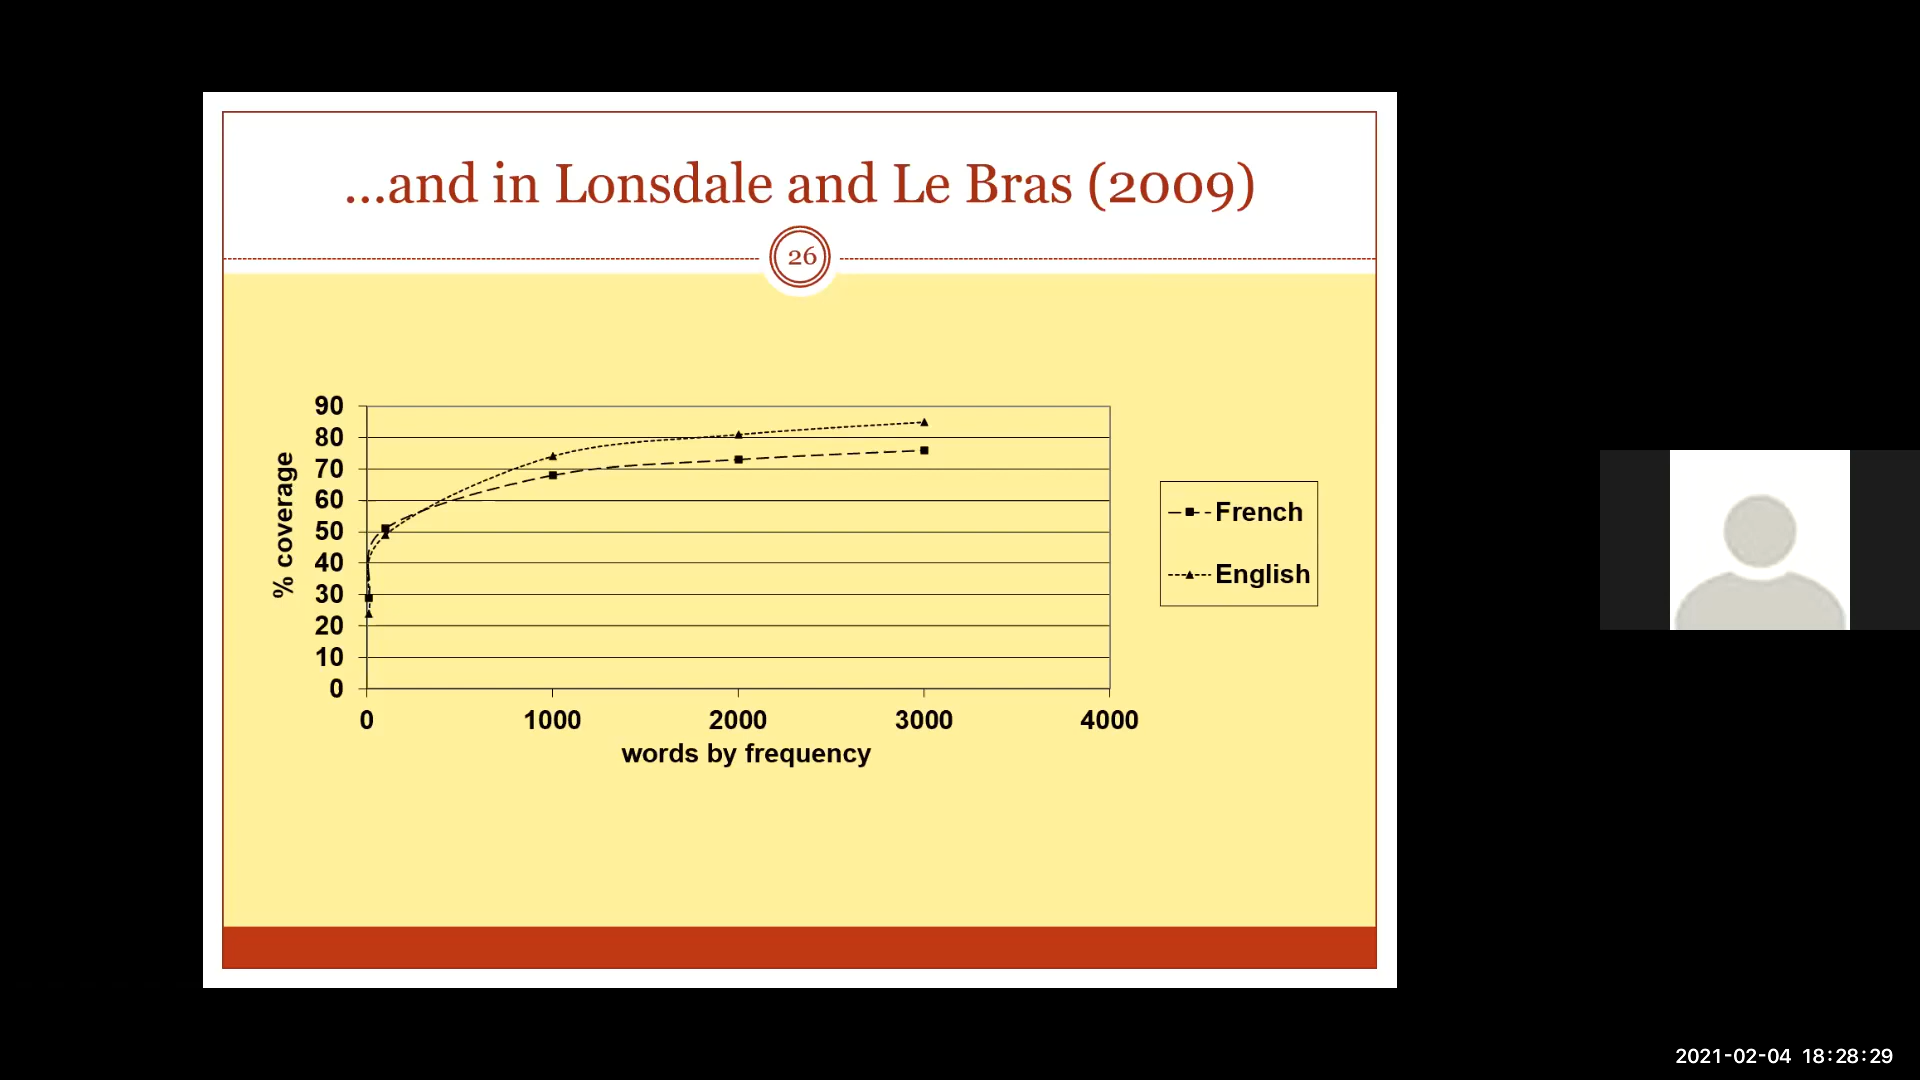 ...and in Lonsdale and Le Bras (2009)
26
90
80
70
60
50
40
30
20
10
0
% coverage
0 1000 2000 3000 4000
words by frequency
French
English
2021-02-04 18:28:29